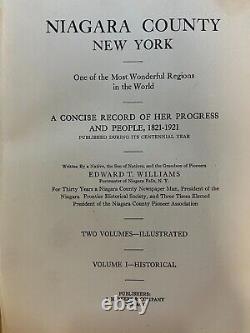 NIAGARA COUNTY
NEW YORK
One of the Most Wonderful Regions
in the World
A CONCISE RECORD OF HER PROGRESS
AND PEOPLE, 1821-1921
PUBLISHED DURING ITS CENTENNIAL YEAR
Written By a Native, the Son of Natives, and the Grandson of Pioneers
EDWARD T. WILLIAMS
Postmaster of Niagara Falls, N. Y.
For Thirty Years a Niagara County Newspaper Man, President of the
Niagara Frontier Historical Society, and Three Times Elected
President of the Niagara County Pioneer Association
TWO VOLUMES—ILLUSTRATED
VOLUME I—HISTORICAL
PUBLISHERS:
COMPANY
picclick.com